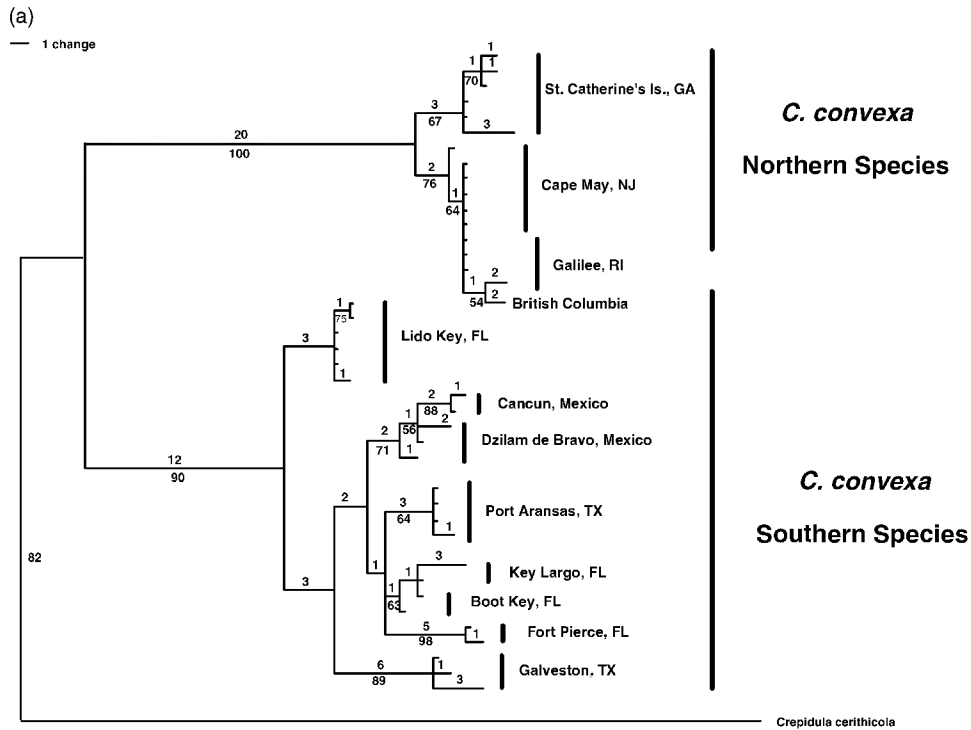 (a)
1 change
1
1
1
70
St. Catherine's Is., GA
3
67
3
C. convexa
Northern Species
20
100
2
76
1
64
Cape May, NJ
Galilee, RI
1
2
54
2
British Columbia
1
75
3
Lido Key, FL
1
1
2
88
Cancun, Mexico
1
56
2
2
71
1
Dzilam de Bravo, Mexico
12
90
C. convexa
Southern Species
2
3
64
1
Port Aransas, TX
82
3
1
3
1
Key Largo, FL
1
63
Boot Key, FL
5
98
1
Fort Pierce, FL
6
89
1
3
Galveston, TX
Crepidula cerithicola